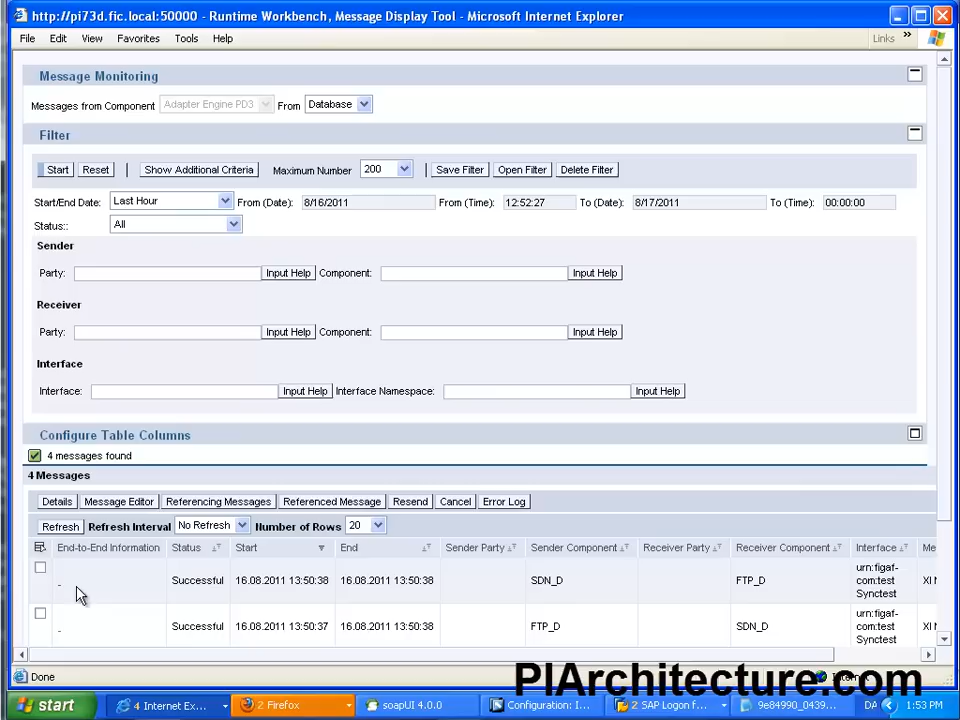 http://pi73d.fic.local:50000 - Runtime Workbench, Message Display Tool - Microsoft Internet Explorer
File Edit View Favorites Tools Help Links »
Message Monitoring
Messages from Component Adapter Engine PD3 From Database
Filter
Start Reset Show Additional Criteria Maximum Number 200 Save Filter Open Filter Delete Filter
Start/End Date: Last Hour From (Date): 8/16/2011 From (Time): 12:52:27 To (Date): 8/17/2011 To (Time): 00:00:00
Status:: All
Sender
Party: Input Help Component: Input Help
Receiver
Party: Input Help Component: Input Help
Interface
Interface: Input Help Interface Namespace: Input Help
Configure Table Columns
4 messages found
4 Messages
Details Message Editor Referencing Messages Referenced Message Resend Cancel Error Log
Refresh Refresh Interval No Refresh Number of Rows 20
End-to-End Information Status Start End Sender Party Sender Component Receiver Party Receiver Component Interface Me
- Successful 16.08.2011 13:50:38 16.08.2011 13:50:38 SDN_D FTP_D urn:figaf-
com:test
Synctest XI M
- Successful 16.08.2011 13:50:37 16.08.2011 13:50:38 FTP_D SDN_D urn:figaf-
com:test
Synctest XI M
Done
PIArchitecture.com
start 4 Internet Ex... 2 Firefox soapUI 4.0.0 Configuration: I... 2 SAP Logon f... 9e84990_0439... DA 1:53 PM